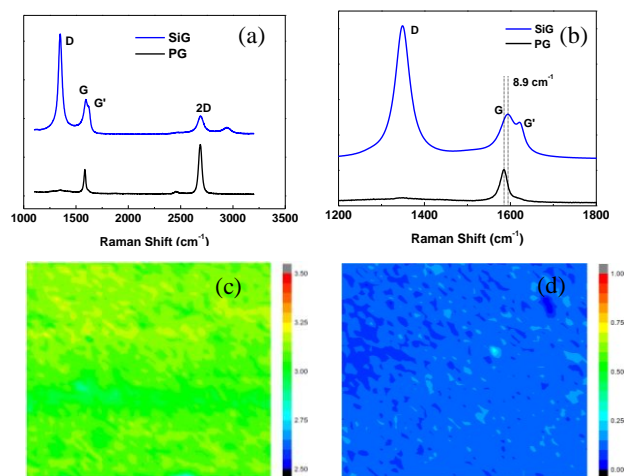 (a)
SiG
PG
D
G
G'
2D
1000 1500 2000 2500 3000 3500
Raman Shift (cm⁻¹)
(b)
SiG
PG
D
8.9 cm⁻¹
G
G'
1200 1400 1600 1800
Raman Shift (cm⁻¹)
(c)
3.50
3.25
3.00
2.75
2.50
(d)
1.00
0.75
0.50
0.25
0.00